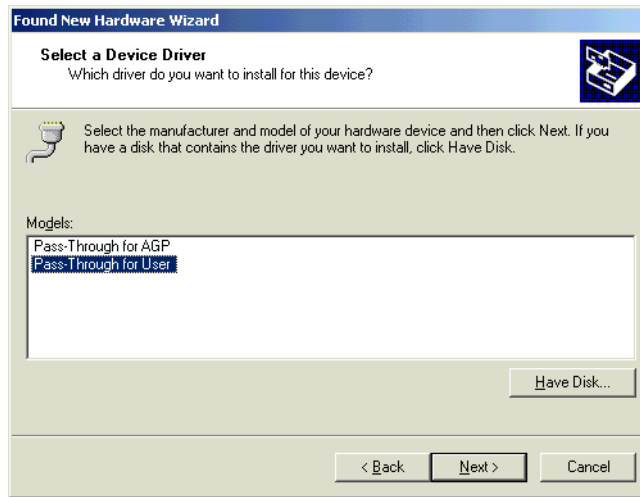 Found New Hardware Wizard
Select a Device Driver
Which driver do you want to install for this device?
Select the manufacturer and model of your hardware device and then click Next. If you
have a disk that contains the driver you want to install, click Have Disk.
Models:
Pass-Through for AGP
Pass-Through for User
Have Disk...
< Back
Next >
Cancel